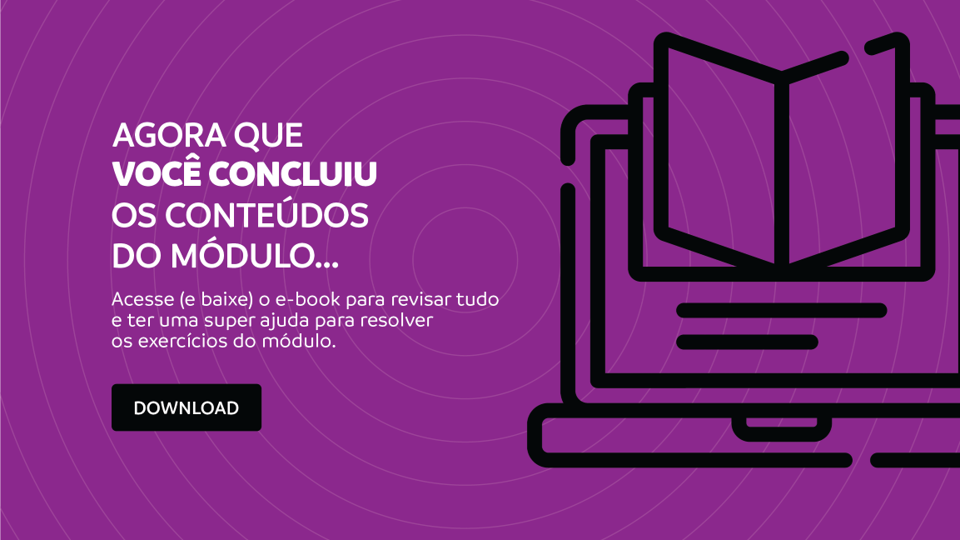 AGORA QUE
VOCÊ CONCLUIU
OS CONTEÚDOS
DO MÓDULO...
Acesse (e baixe) o e-book para revisar tudo
e ter uma super ajuda para resolver
os exercícios do módulo.
DOWNLOAD